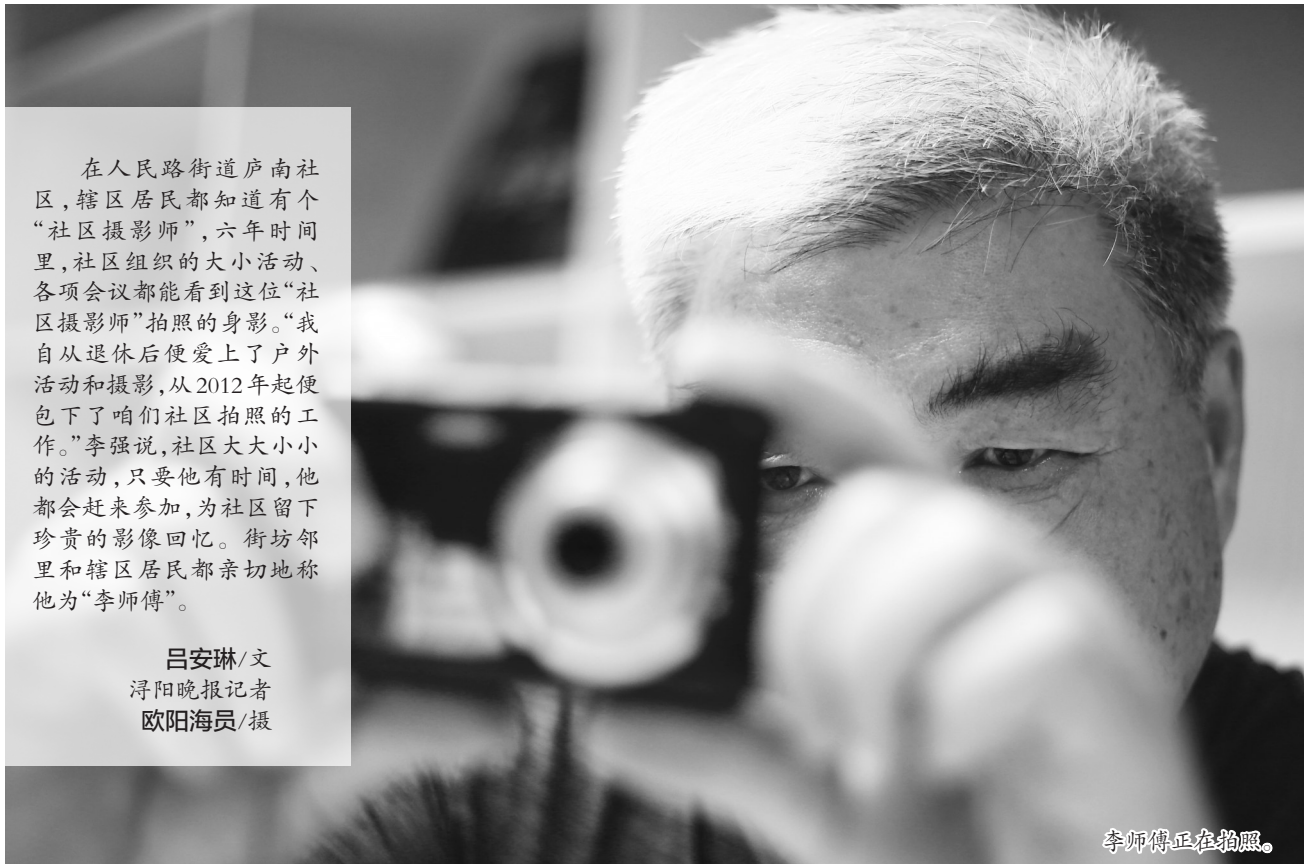 在人民路街道庐南社
区，辖区居民都知道有个
“社区摄影师”，六年时间
里，社区组织的大小活动、
各项会议都能看到这位“社
区摄影师”拍照的身影。“我
自从退休后便爱上了户外
活动和摄影，从2012年起便
包下了咱们社区拍照的工
作。”李强说，社区大大小小
的活动，只要他有时间，他
都会赶来参加，为社区留下
珍贵的影像回忆。街坊邻
里和辖区居民都亲切地称
他为“李师傅”。
吕安琳/文
浔阳晚报记者
欧阳海员/摄
李师傅正在拍照。